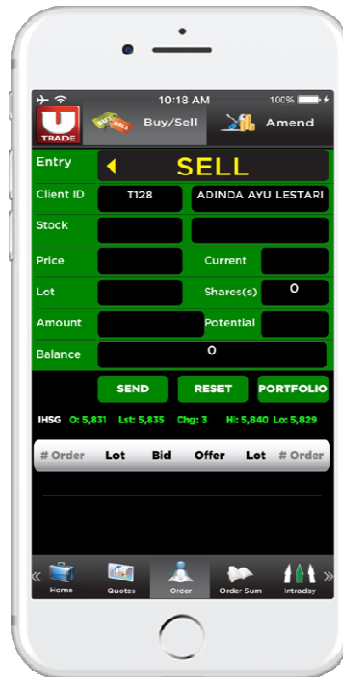 10:18 AM 100%
U TRADE Buy/Sell Amend
Entry SELL
Client ID T128 ADINDA AYU LESTARI
Stock
Price Current
Lot Shares(s) 0
Amount Potential
Balance 0
SEND RESET PORTFOLIO
IHSG O: 5,831 Lst: 5,835 Chg: 3 Hi: 5,840 Lo: 5,829
# Order Lot Bid Offer Lot # Order
« Home Quotes Order Order Sum Intraday »